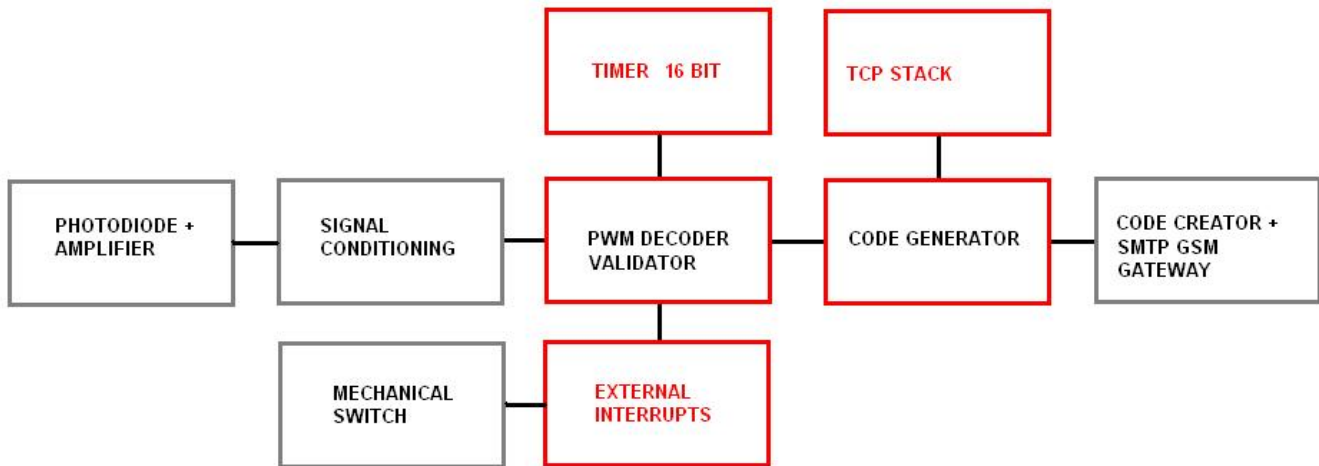 TIMER 16 BIT
TCP STACK
PHOTODIODE +
AMPLIFIER
SIGNAL
CONDITIONING
PWM DECODER
VALIDATOR
CODE GENERATOR
CODE CREATOR +
SMTP GSM
GATEWAY
MECHANICAL
SWITCH
EXTERNAL
INTERRUPTS